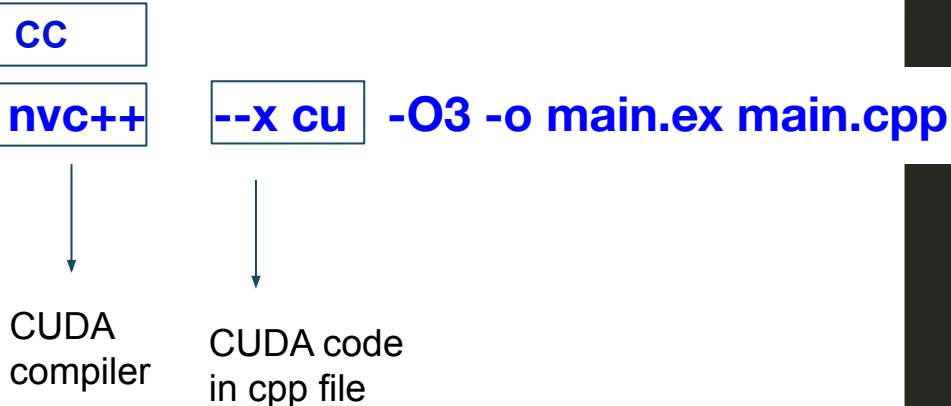 cc
nvc++ --x cu -O3 -o main.ex main.cpp
CUDA
compiler
CUDA code
in cpp file